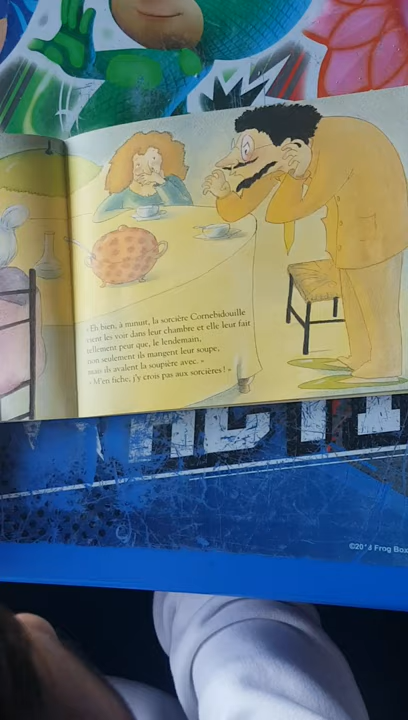 « Eh bien, à minuit, la sorcière Cornebidouille
vient les voir dans leur chambre et elle leur fait
tellement peur que, le lendemain,
non seulement ils mangent leur soupe,
mais ils avalent la soupière avec. »
« M'en fiche, j'y crois pas aux sorcières ! »
ACTI
Frog Box